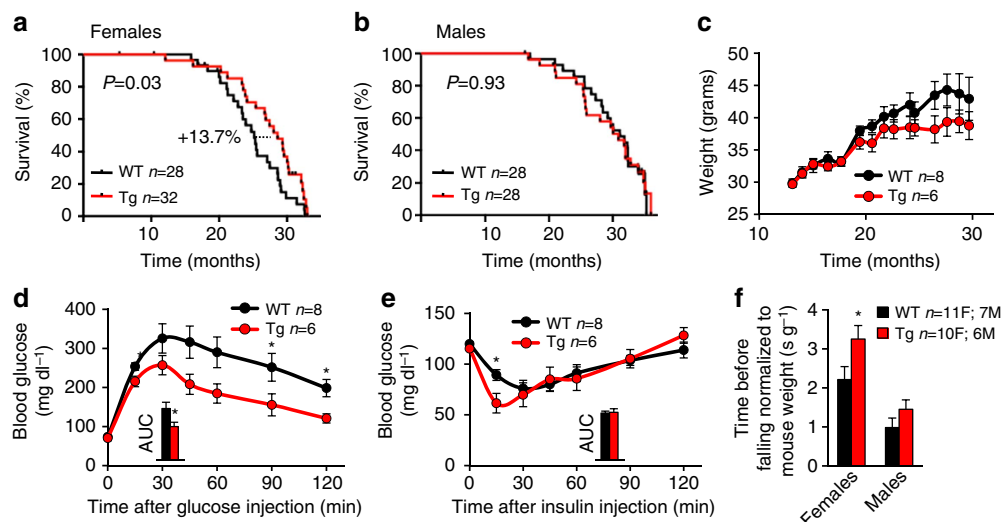 a
Females
Survival (%)
100
80
60
40
20
0
P=0.03
+13.7%
WT n=28
Tg n=32
10
20
30
Time (months)
b
Males
Survival (%)
100
80
60
40
20
0
P=0.93
WT n=28
Tg n=28
10
20
30
Time (months)
c
Weight (grams)
50
45
40
35
30
25
WT n=8
Tg n=6
10
20
30
Time (months)
d
Blood glucose
mg dl⁻¹
400
300
200
100
0
WT n=8
Tg n=6
*
*
*
AUC
*
0
30
60
90
120
Time after glucose injection (min)
e
Blood glucose
mg dl⁻¹
150
100
50
0
WT n=8
Tg n=6
*
AUC
0
30
60
90
120
Time after insulin injection (min)
f
Time before
falling normalized to
mouse weight (s g⁻¹)
4
3
2
1
0
WT n=11F; 7M
Tg n=10F; 6M
*
Females
Males